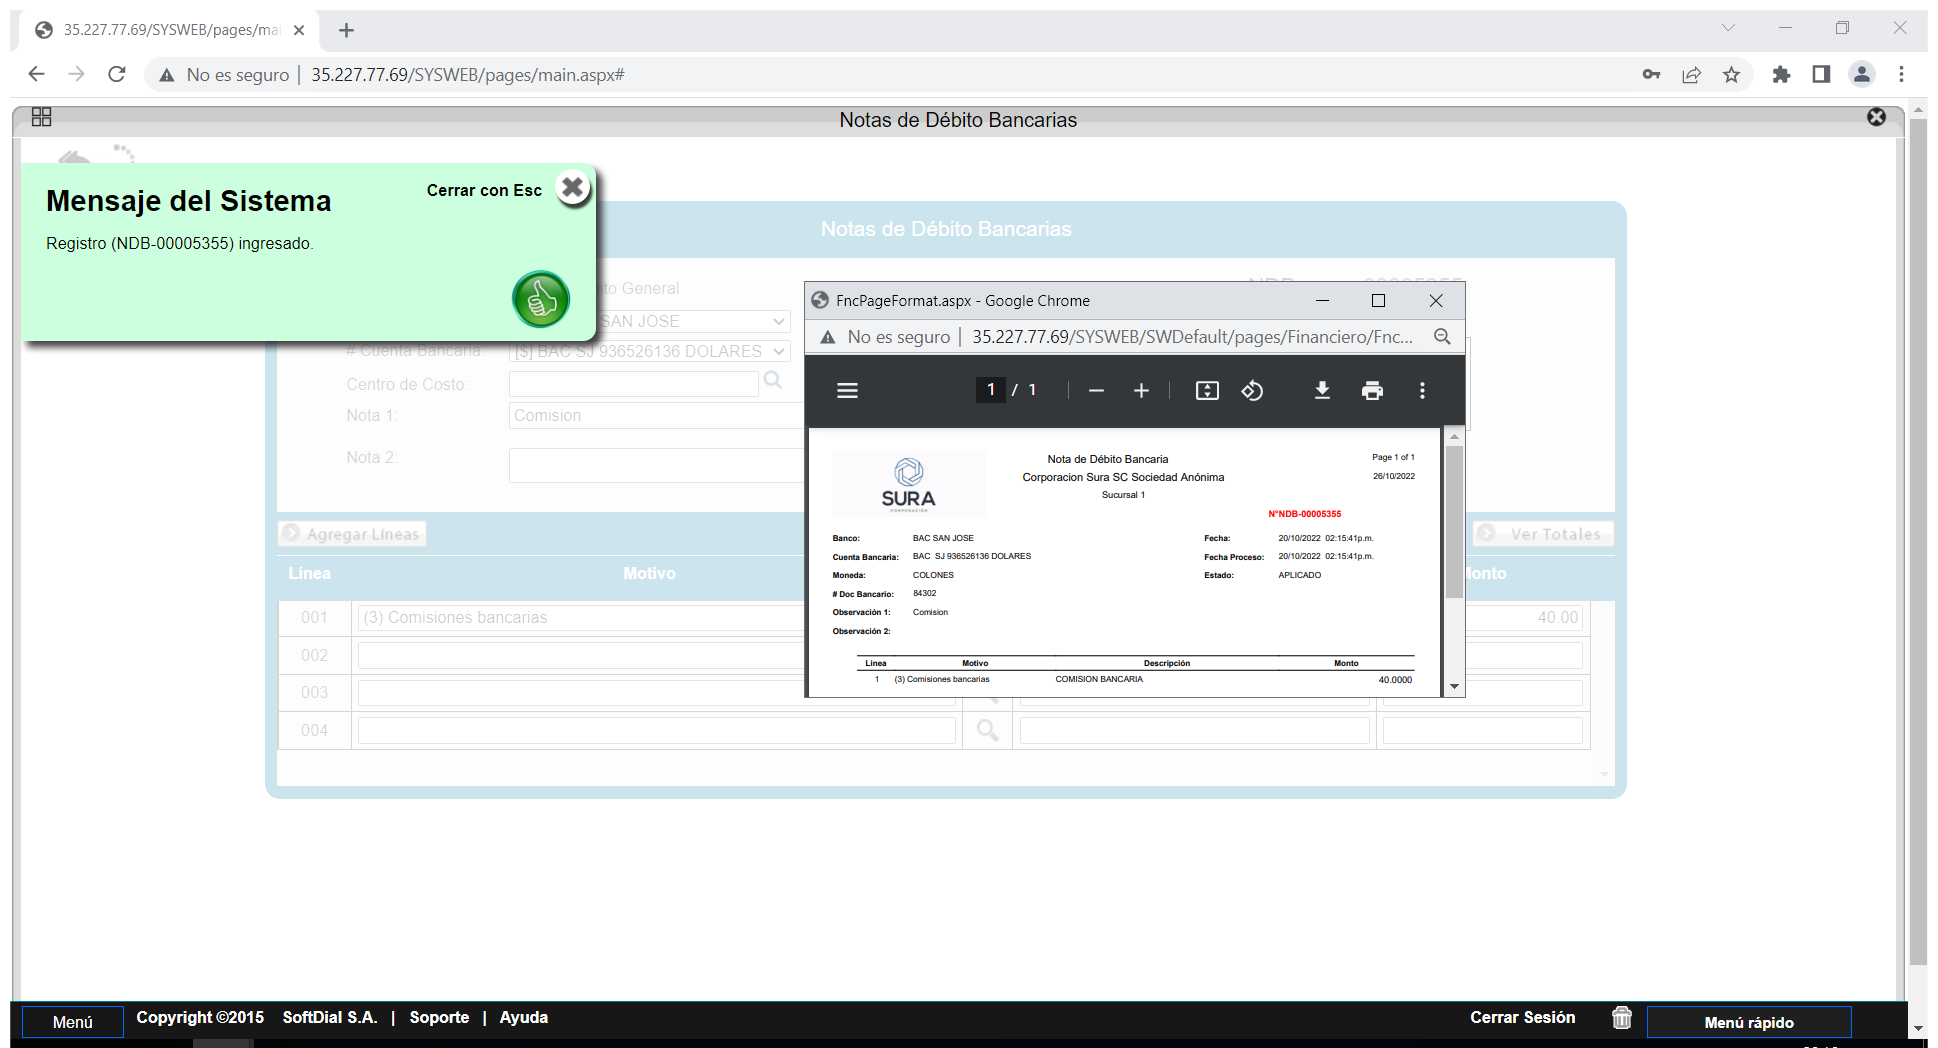 35.227.77.69/SYSWEB/pages/mai
No es seguro | 35.227.77.69/SYSWEB/pages/main.aspx#
Notas de Débito Bancarias
Mensaje del Sistema
Cerrar con Esc
Registro (NDB-00005355) ingresado.
Notas de Débito Bancarias
ito General
SAN JOSE
# Cuenta Bancaria:
[$] BAC SJ 936526136 DOLARES
Centro de Costo:
Nota 1:
Comision
Nota 2:
Agregar Líneas
Ver Totales
Línea
Motivo
Monto
001
(3) Comisiones bancarias
40.00
002
003
004
FncPageFormat.aspx - Google Chrome
No es seguro | 35.227.77.69/SYSWEB/SWDefault/pages/Financiero/Fnc...
1 / 1
SURA
CORPORACIÓN
Nota de Débito Bancaria
Page 1 of 1
Corporacion Sura SC Sociedad Anónima
26/10/2022
Sucursal 1
N°NDB-00005355
Banco: BAC SAN JOSE
Fecha: 20/10/2022 02:15:41p.m.
Cuenta Bancaria: BAC SJ 936526136 DOLARES
Fecha Proceso: 20/10/2022 02:15:41p.m.
Moneda: COLONES
Estado: APLICADO
# Doc Bancario: 84302
Observación 1: Comision
Observación 2:
Linea Motivo Descripción Monto
1 (3) Comisiones bancarias COMISION BANCARIA 40.0000
Menú
Copyright ©2015 SoftDial S.A. | Soporte | Ayuda
Cerrar Sesión
Menú rápido